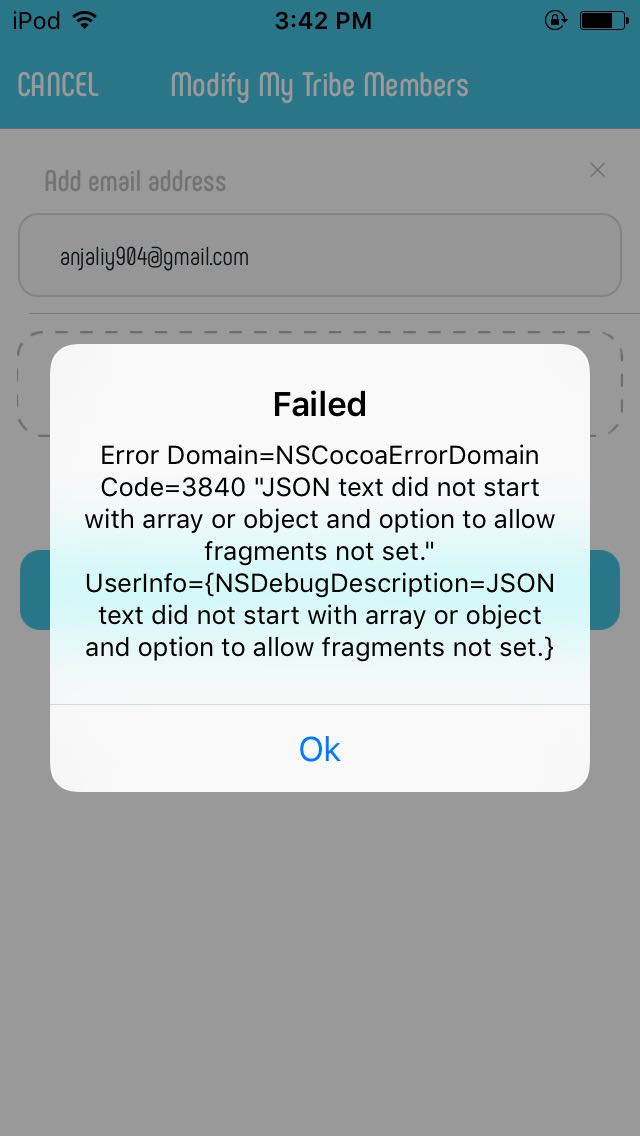 iPod 3:42 PM
CANCEL Modify My Tribe Members
Add email address
anjaliy904@gmail.com
Failed
Error Domain=NSCocoaErrorDomain
Code=3840 "JSON text did not start
with array or object and option to allow
fragments not set."
UserInfo={NSDebugDescription=JSON
text did not start with array or object
and option to allow fragments not set.}
Ok